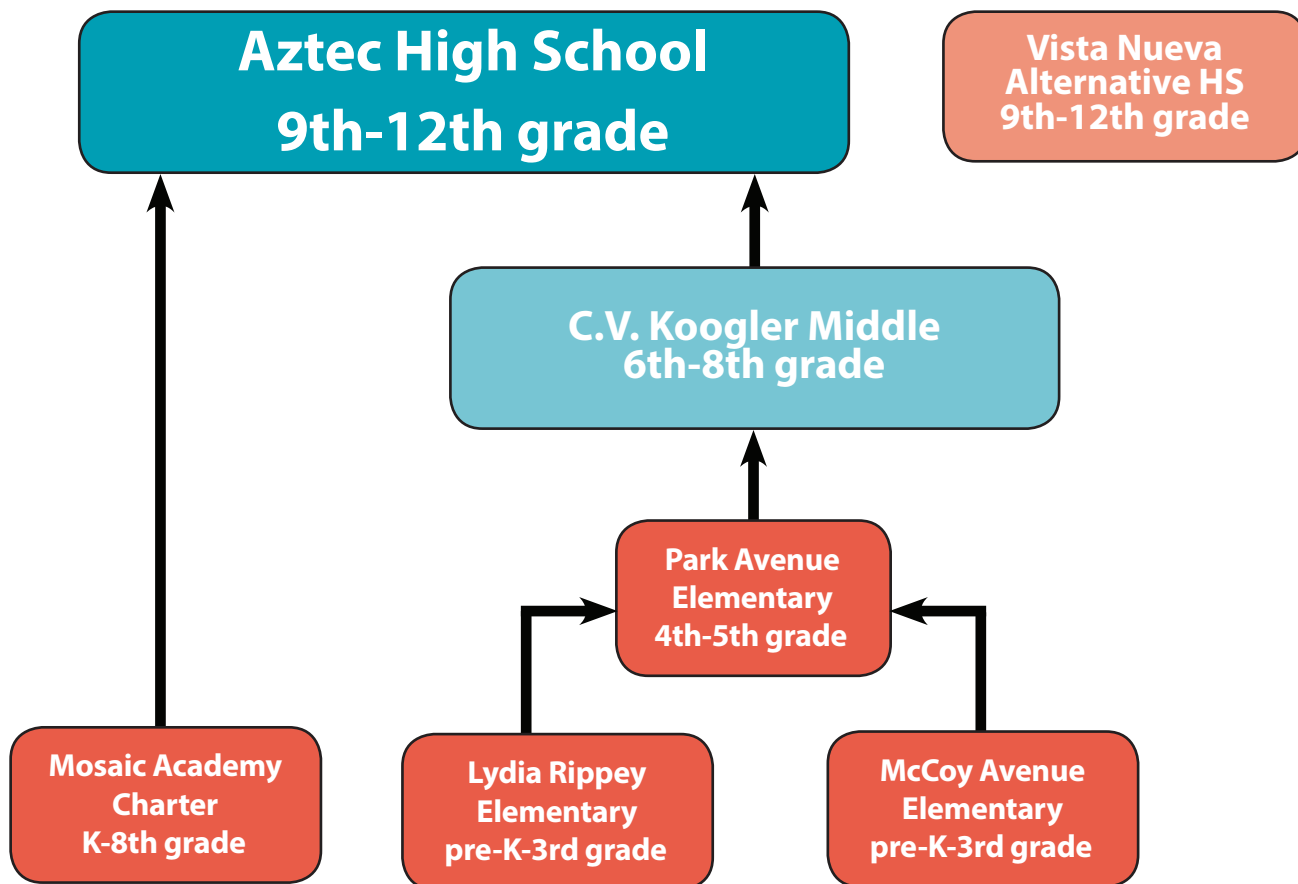 Aztec High School
9th-12th grade
Vista Nueva
Alternative HS
9th-12th grade
C.V. Koogler Middle
6th-8th grade
Park Avenue
Elementary
4th-5th grade
Mosaic Academy
Charter
K-8th grade
Lydia Rippey
Elementary
pre-K-3rd grade
McCoy Avenue
Elementary
pre-K-3rd grade